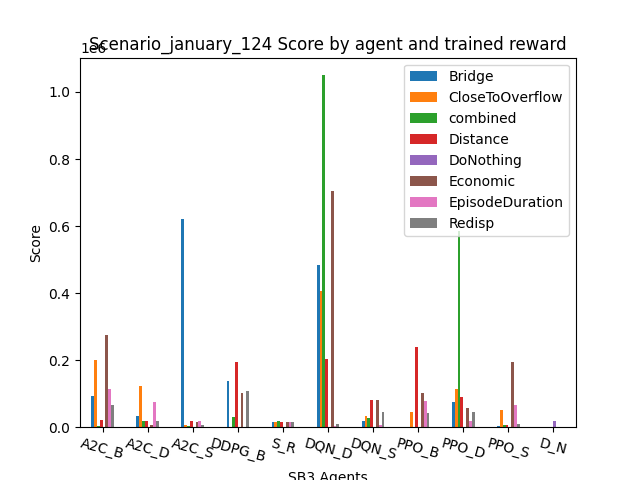 Scenario_january_124 Score by agent and trained reward
1e6
Bridge
CloseToOverflow
combined
Distance
DoNothing
Economic
EpisodeDuration
Redisp
Score
1.0
0.8
0.6
0.4
0.2
0.0
A2C_B A2C_D A2C_S DDPG_B S_R DQN_D DQN_S PPO_B PPO_D PPO_S D_N
SB3 Agents